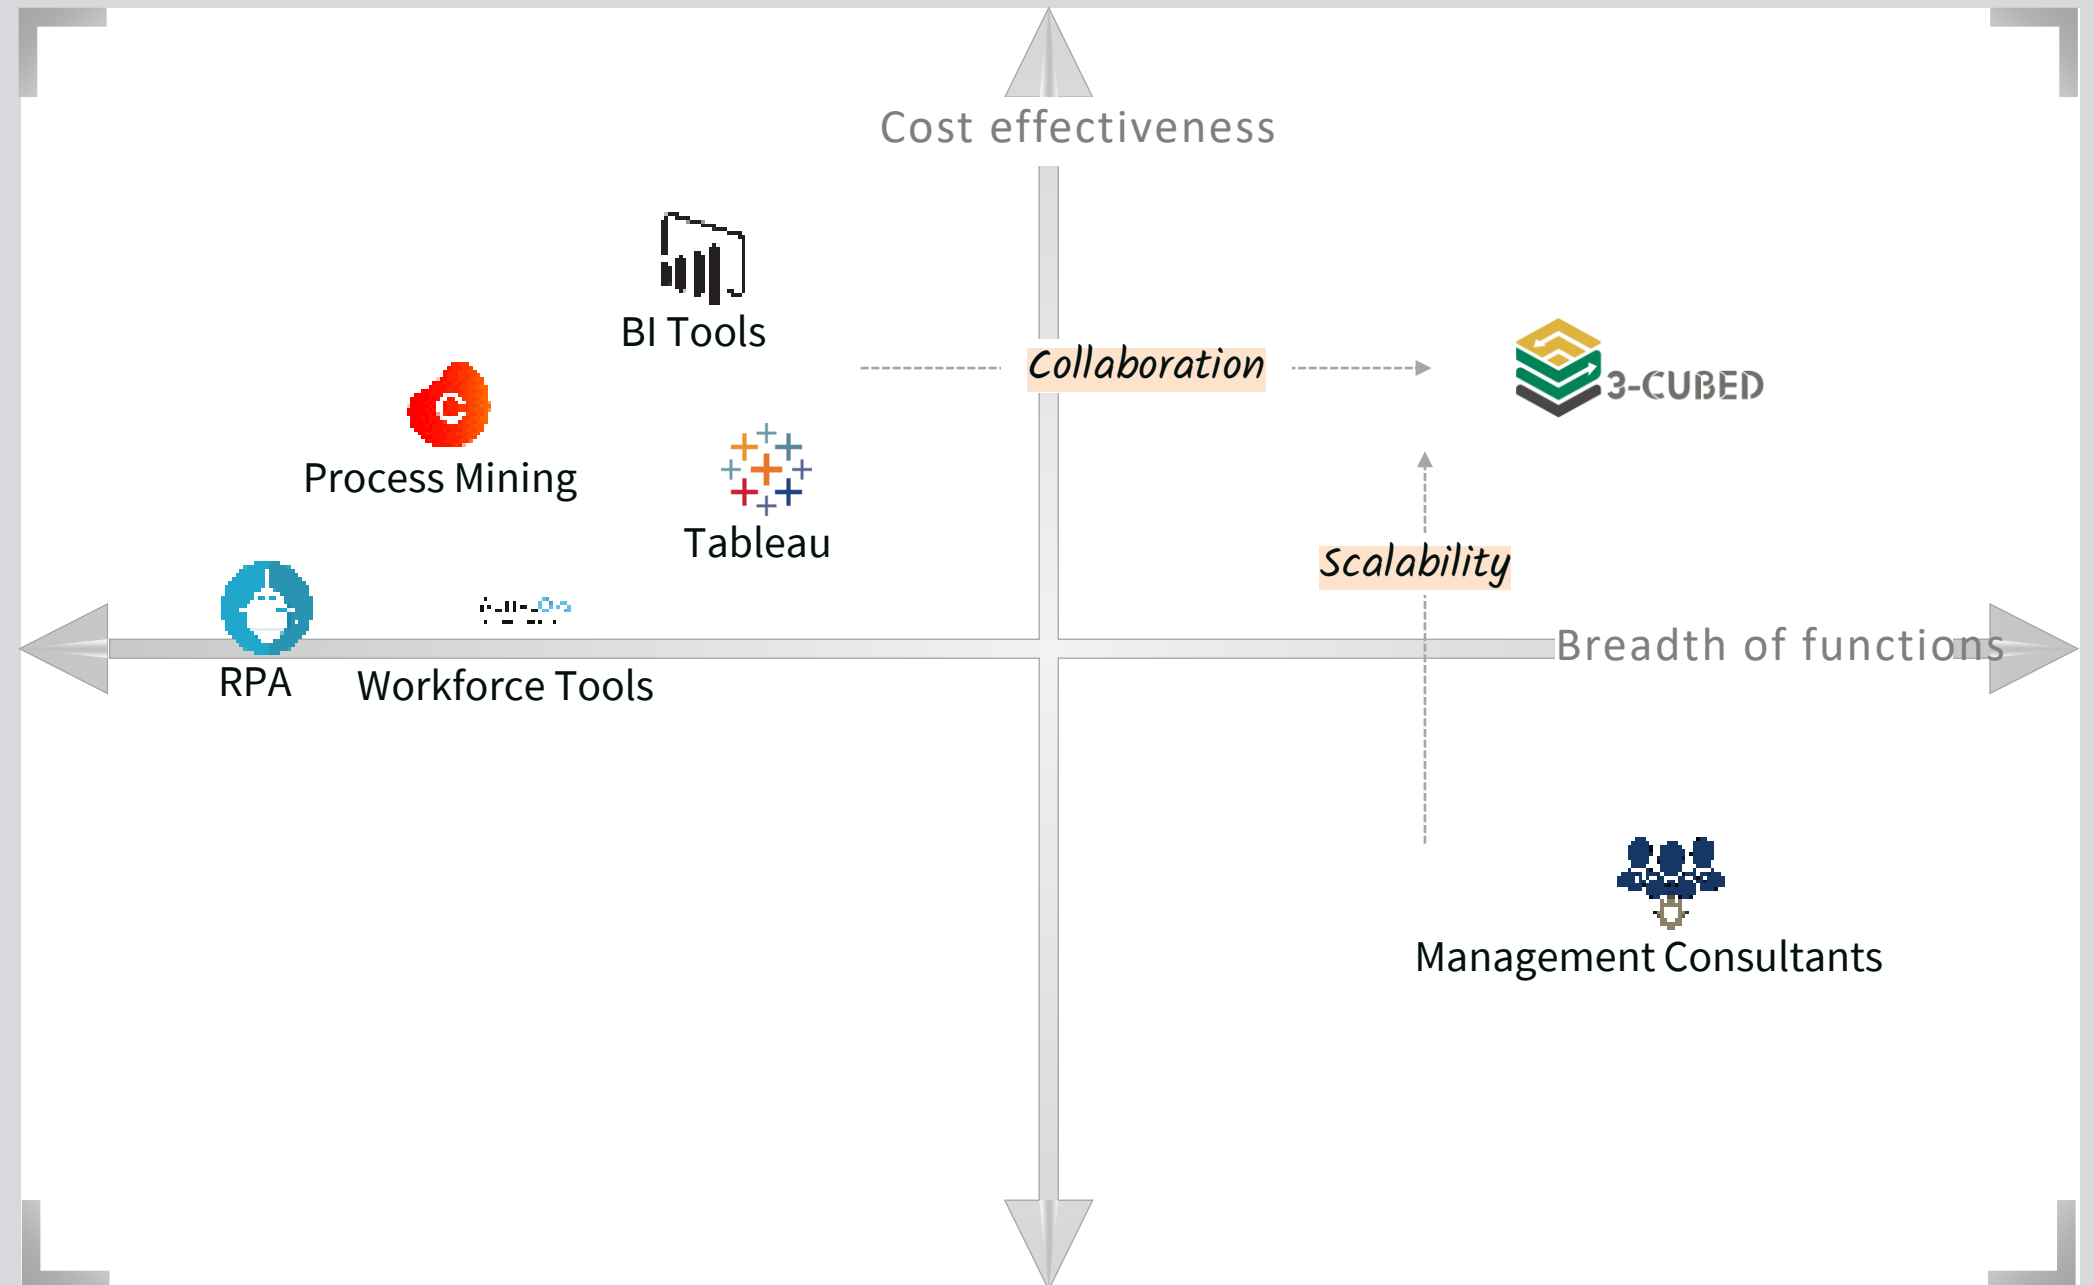 Cost effectiveness
BI Tools
Collaboration
3-CUBED
Process Mining
Tableau
Scalability
Breadth of functions
RPA
Workforce Tools
Management Consultants